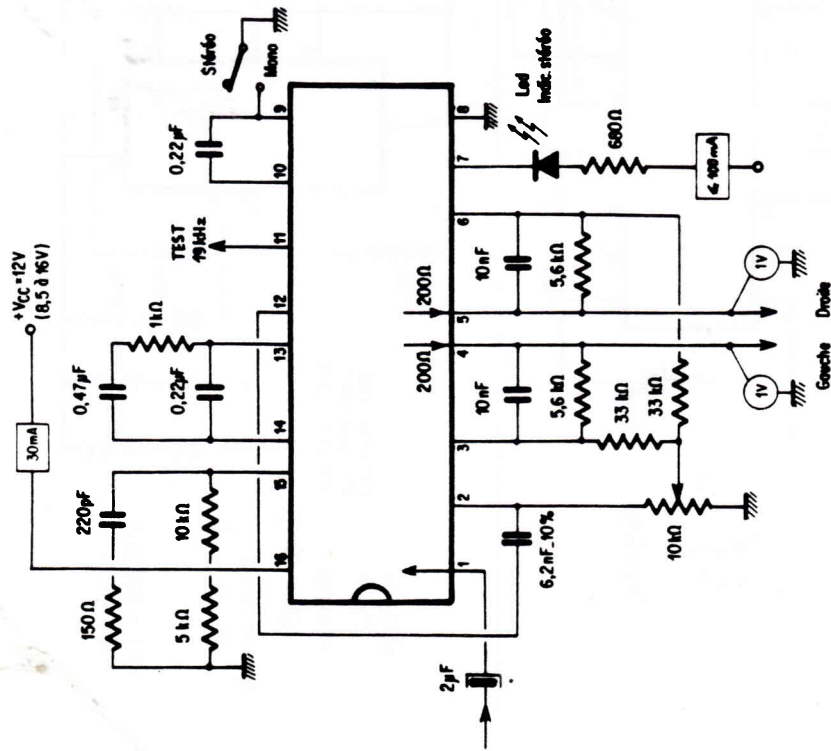 +VCC = 12V
(8,5 à 16V)
30mA
Stéréo
Mono
0,22µF
TEST
19kHz
1kΩ
0,47µF
0,22µF
220pF
10kΩ
150Ω
5kΩ
16 15 14 13 12 11 10 9
1 2 3 4 5 6 7 8
200Ω
200Ω
Led
Indic. stéréo
680Ω
≤ 100mA
10nF
5,6kΩ
10nF
5,6kΩ
33kΩ
33kΩ
1V
1V
Gauche
Droite
6,2nF_10%
10kΩ
2µF